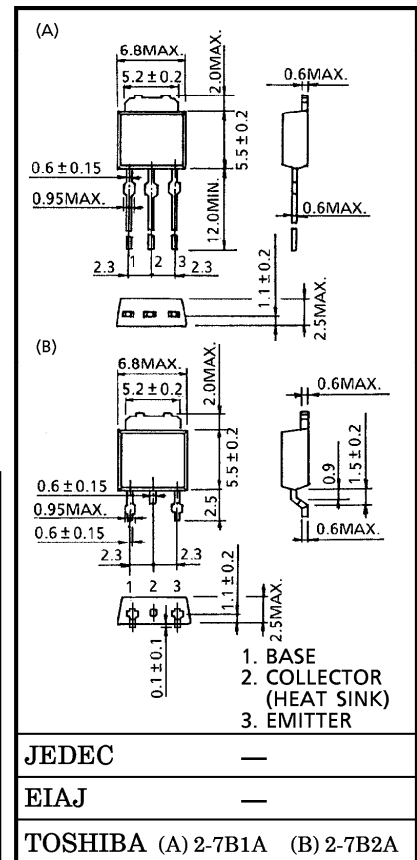 (A)
6.8MAX.
5.2±0.2
2.0MAX.
0.6MAX.
5.5±0.2
0.6±0.15
0.95MAX.
12.0MIN.
0.6MAX.
1 2 3
2.3 2.3
1.1±0.2
2.5MAX.
(B)
6.8MAX.
5.2±0.2
2.0MAX.
0.6MAX.
5.5±0.2
0.6±0.15
0.95MAX.
0.6±0.15
2.5
0.9
1.5±0.2
0.6MAX.
2.3 2.3
1 2 3
1.1±0.2
2.5MAX.
0.1±0.1
1. BASE
2. COLLECTOR
(HEAT SINK)
3. EMITTER
JEDEC —
EIAJ —
TOSHIBA (A) 2-7B1A (B) 2-7B2A